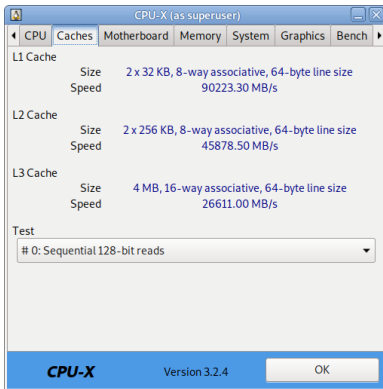 CPU-X (as superuser)
CPU Caches Motherboard Memory System Graphics Bench
L1 Cache
Size 2 x 32 KB, 8-way associative, 64-byte line size
Speed 90223.30 MB/s
L2 Cache
Size 2 x 256 KB, 8-way associative, 64-byte line size
Speed 45878.50 MB/s
L3 Cache
Size 4 MB, 16-way associative, 64-byte line size
Speed 26611.00 MB/s
Test
# 0: Sequential 128-bit reads
CPU-X Version 3.2.4 OK